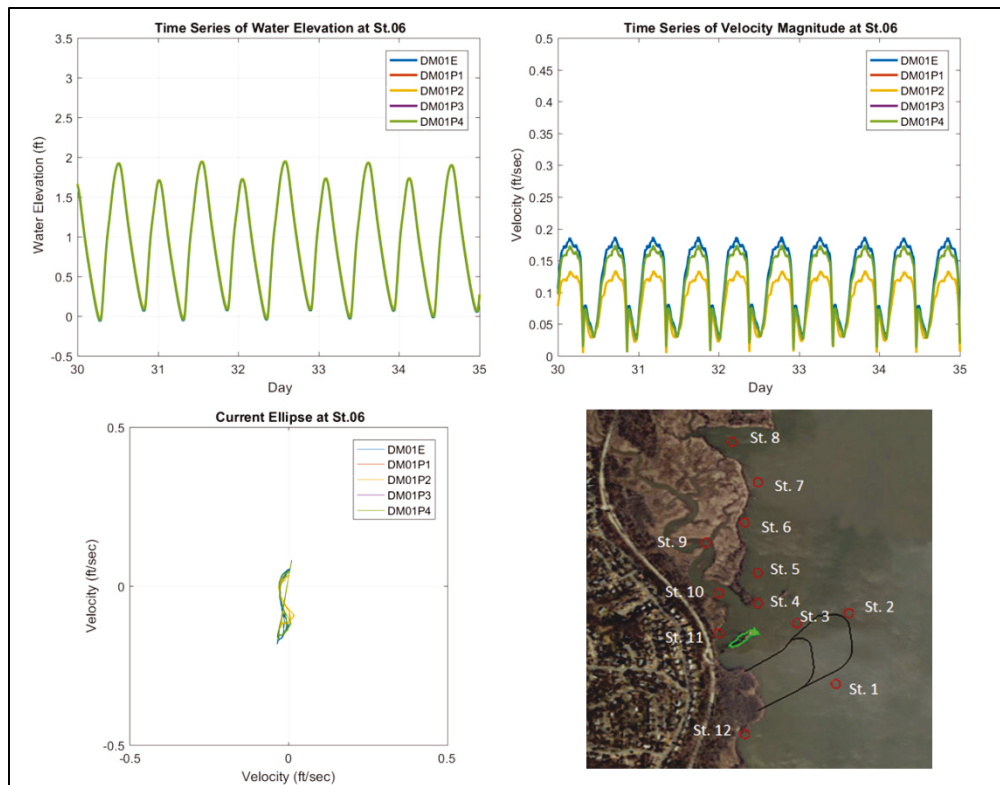 Time Series of Water Elevation at St.06
3.5
3
2.5
2
1.5
1
0.5
0
-0.5
Water Elevation (ft)
DM01E
DM01P1
DM01P2
DM01P3
DM01P4
30
31
32
33
34
35
Day
Time Series of Velocity Magnitude at St.06
0.5
0.45
0.4
0.35
0.3
0.25
0.2
0.15
0.1
0.05
0
Velocity (ft/sec)
DM01E
DM01P1
DM01P2
DM01P3
DM01P4
30
31
32
33
34
35
Day
Current Ellipse at St.06
0.5
0
-0.5
Velocity (ft/sec)
DM01E
DM01P1
DM01P2
DM01P3
DM01P4
-0.5
0
0.5
Velocity (ft/sec)
St. 8
St. 7
St. 6
St. 9
St. 5
St. 10
St. 4
St. 2
St. 3
St. 11
St. 1
St. 12